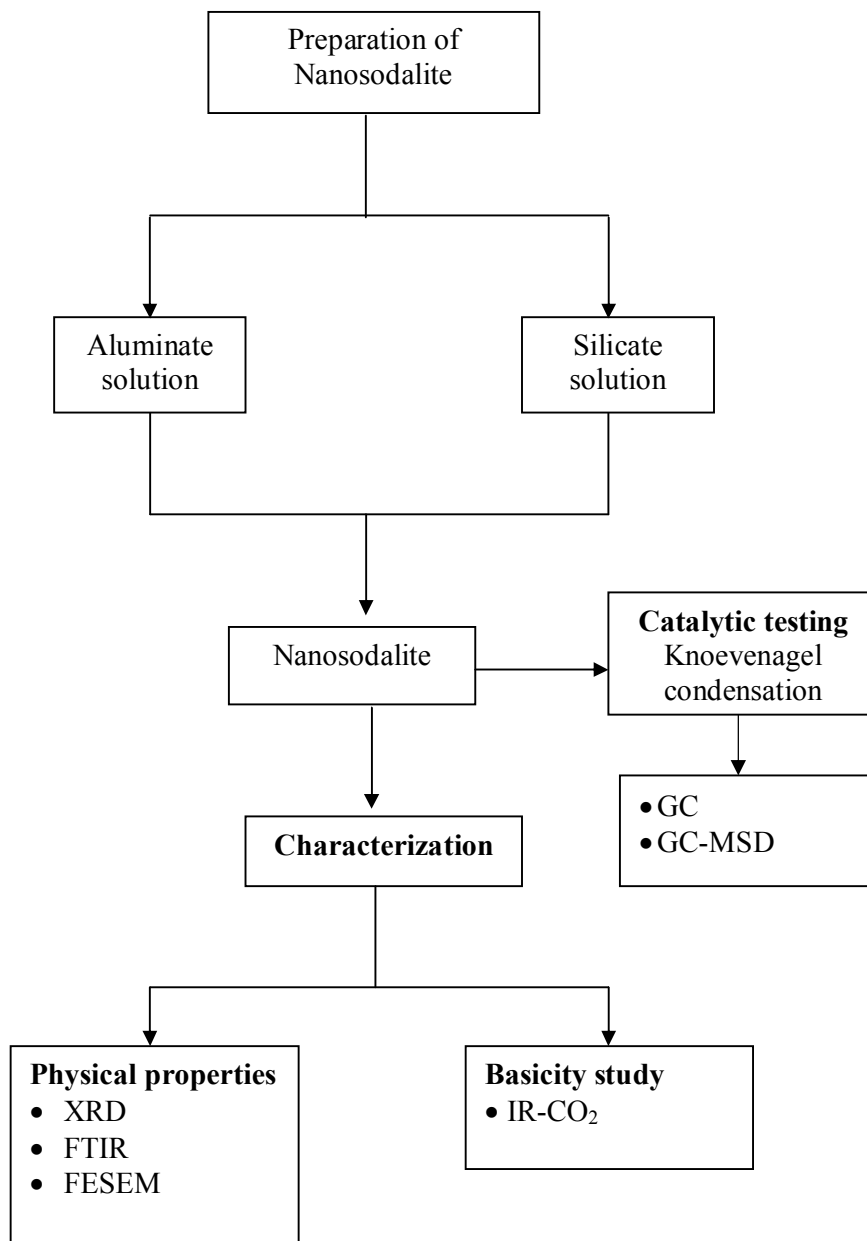 Preparation of
Nanosodalite
Aluminate
solution
Silicate
solution
Nanosodalite
Catalytic testing
Knoevenagel
condensation
• GC
• GC-MSD
Characterization
Physical properties
• XRD
• FTIR
• FESEM
Basicity study
• IR-CO₂